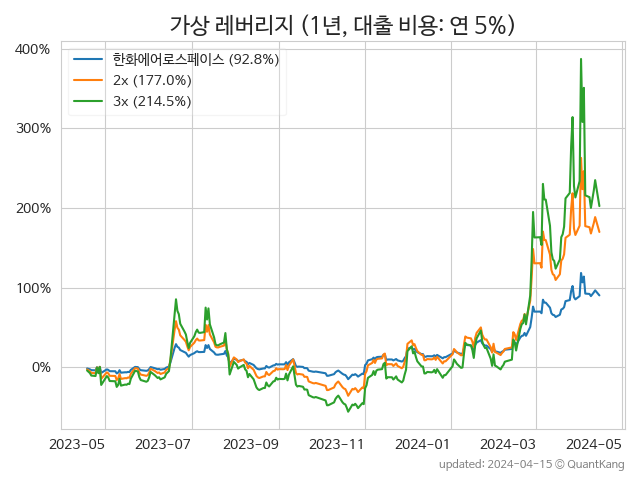 가상 레버리지 (1년, 대출 비용: 연 5%)
한화에어로스페이스 (92.8%)
2x (177.0%)
3x (214.5%)
400%
300%
200%
100%
0%
2023-05 2023-07 2023-09 2023-11 2024-01 2024-03 2024-05
updated: 2024-04-15 © QuantKang